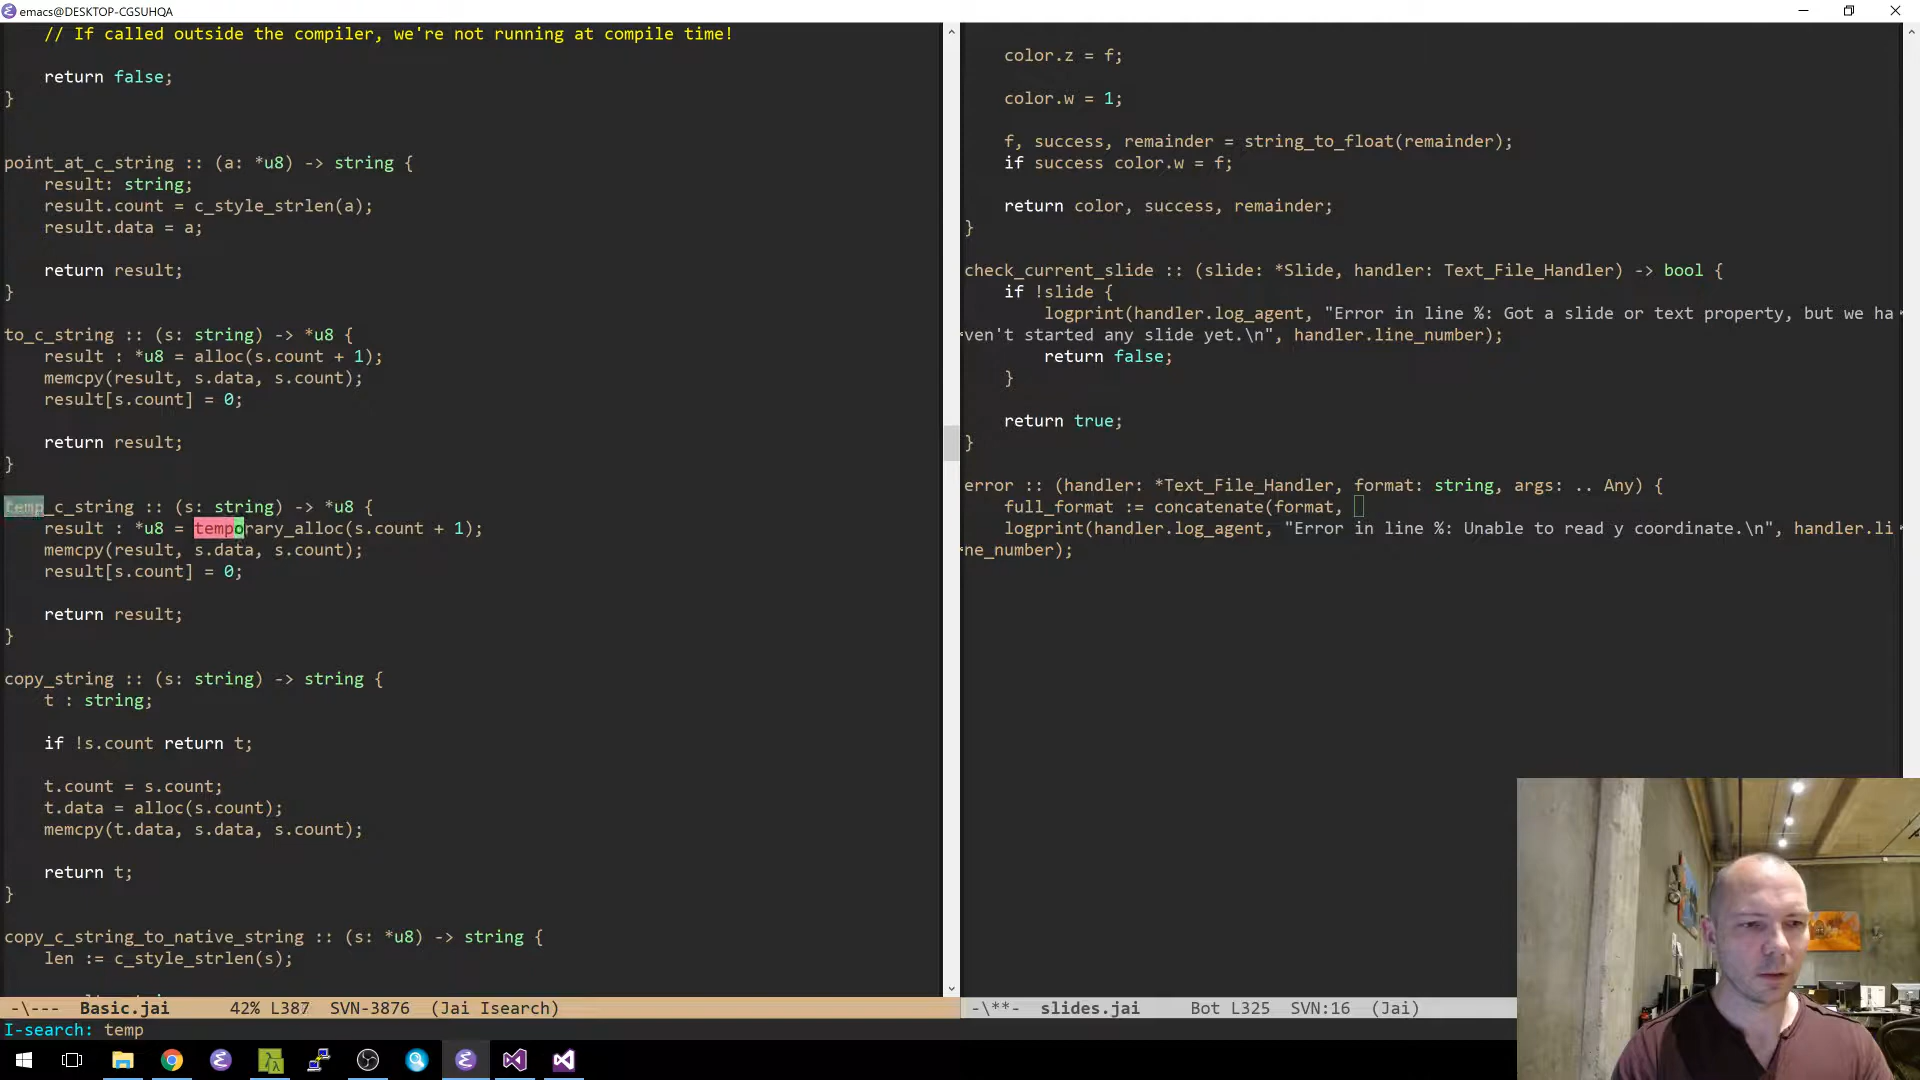 emacs@DESKTOP-CGSUHQA
// If called outside the compiler, we're not running at compile time!
return false;
}
point_at_c_string :: (a: *u8) -> string {
result: string;
result.count = c_style_strlen(a);
result.data = a;
return result;
}
to_c_string :: (s: string) -> *u8 {
result : *u8 = alloc(s.count + 1);
memcpy(result, s.data, s.count);
result[s.count] = 0;
return result;
}
temp_c_string :: (s: string) -> *u8 {
result : *u8 = temporary_alloc(s.count + 1);
memcpy(result, s.data, s.count);
result[s.count] = 0;
return result;
}
copy_string :: (s: string) -> string {
t : string;
if !s.count return t;
t.count = s.count;
t.data = alloc(s.count);
memcpy(t.data, s.data, s.count);
return t;
}
copy_c_string_to_native_string :: (s: *u8) -> string {
len := c_style_strlen(s);
-\---  Basic.jai  42% L387  SVN-3876  (Jai Isearch)
I-search: temp
color.z = f;
color.w = 1;
f, success, remainder = string_to_float(remainder);
if success color.w = f;
return color, success, remainder;
}
check_current_slide :: (slide: *Slide, handler: Text_File_Handler) -> bool {
if !slide {
logprint(handler.log_agent, "Error in line %: Got a slide or text property, but we ha
ven't started any slide yet.\n", handler.line_number);
return false;
}
return true;
}
error :: (handler: *Text_File_Handler, format: string, args: .. Any) {
full_format := concatenate(format,
logprint(handler.log_agent, "Error in line %: Unable to read y coordinate.\n", handler.li
ne_number);
-\**-  slides.jai  Bot L325  SVN:16  (Jai)